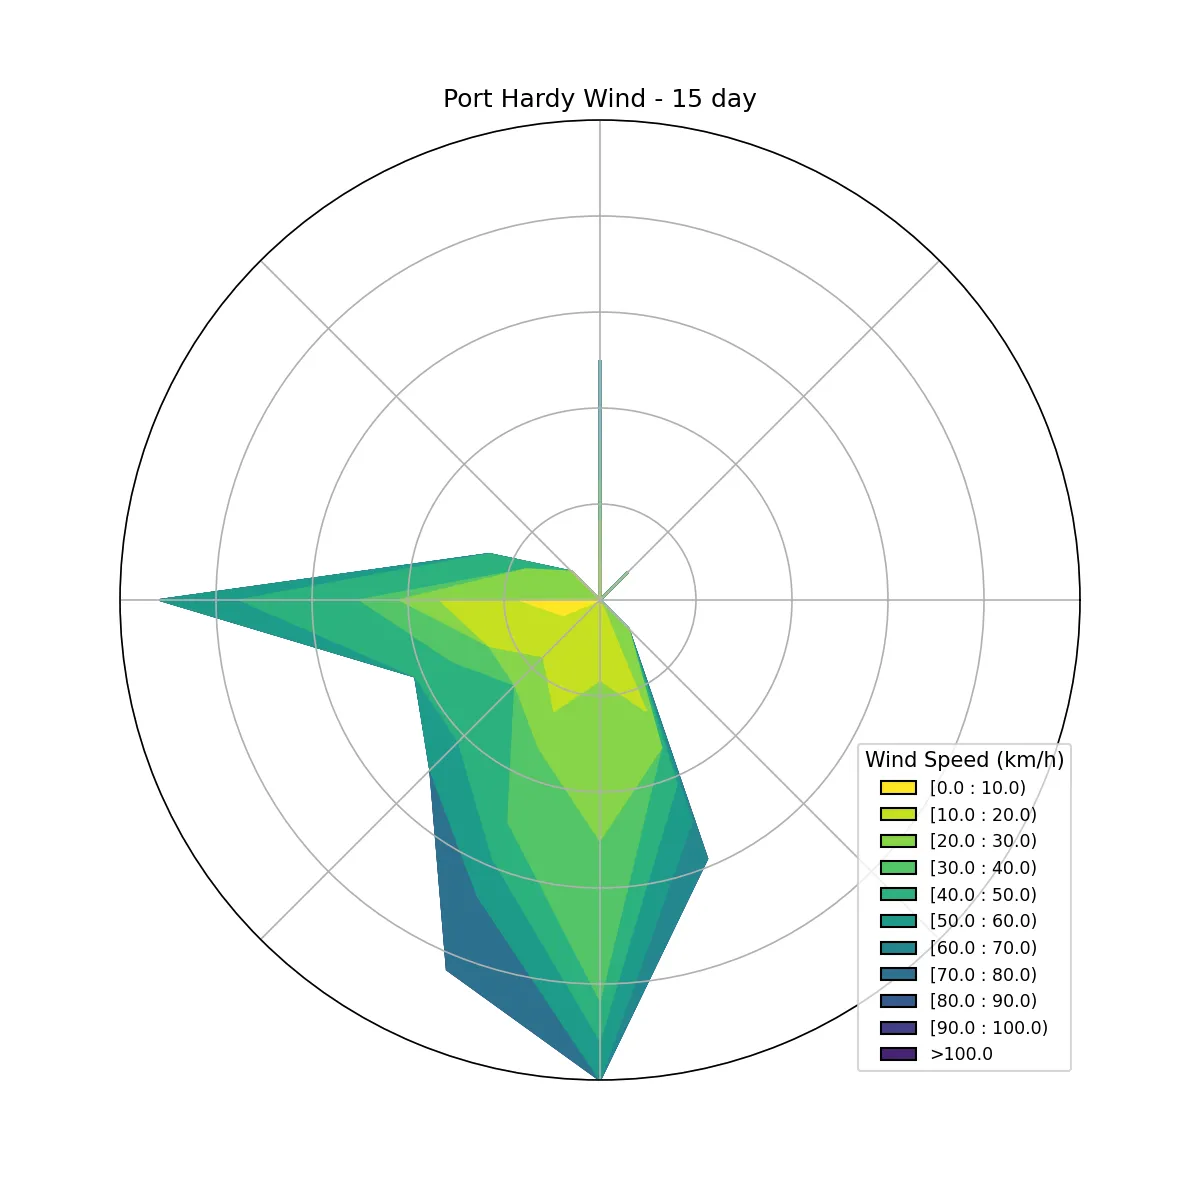 Port Hardy Wind - 15 day
Wind Speed (km/h)
[0.0 : 10.0)
[10.0 : 20.0)
[20.0 : 30.0)
[30.0 : 40.0)
[40.0 : 50.0)
[50.0 : 60.0)
[60.0 : 70.0)
[70.0 : 80.0)
[80.0 : 90.0)
[90.0 : 100.0)
>100.0